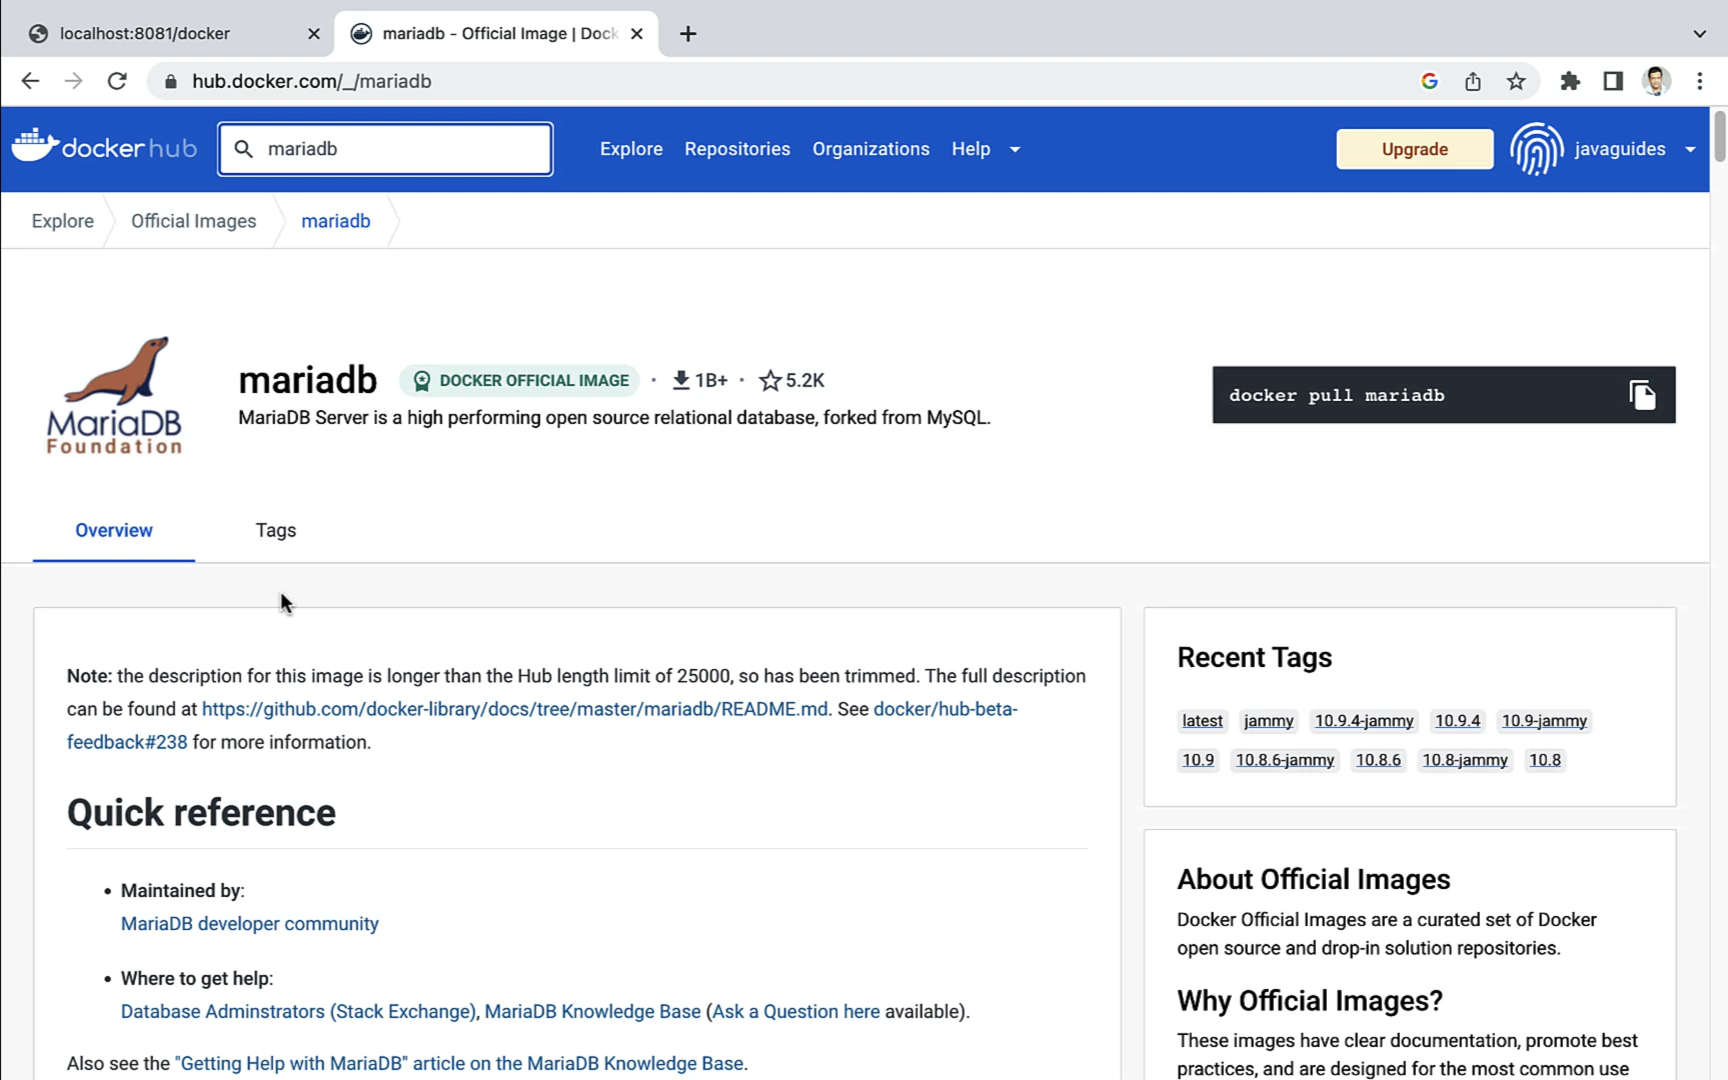 localhost:8081/docker
mariadb - Official Image | Dock
hub.docker.com/_/mariadb
dockerhub
mariadb
Explore
Repositories
Organizations
Help
Upgrade
javaguides
Explore
Official Images
mariadb
MariaDB
Foundation
mariadb
DOCKER OFFICIAL IMAGE
· 1B+ · 5.2K
MariaDB Server is a high performing open source relational database, forked from MySQL.
docker pull mariadb
Overview
Tags
Note: the description for this image is longer than the Hub length limit of 25000, so has been trimmed. The full description
can be found at https://github.com/docker-library/docs/tree/master/mariadb/README.md. See docker/hub-beta-
feedback#238 for more information.
Quick reference
• Maintained by:
MariaDB developer community
• Where to get help:
Database Adminstrators (Stack Exchange), MariaDB Knowledge Base (Ask a Question here available).
Also see the "Getting Help with MariaDB" article on the MariaDB Knowledge Base.
Recent Tags
latest jammy 10.9.4-jammy 10.9.4 10.9-jammy
10.9 10.8.6-jammy 10.8.6 10.8-jammy 10.8
About Official Images
Docker Official Images are a curated set of Docker
open source and drop-in solution repositories.
Why Official Images?
These images have clear documentation, promote best
practices, and are designed for the most common use